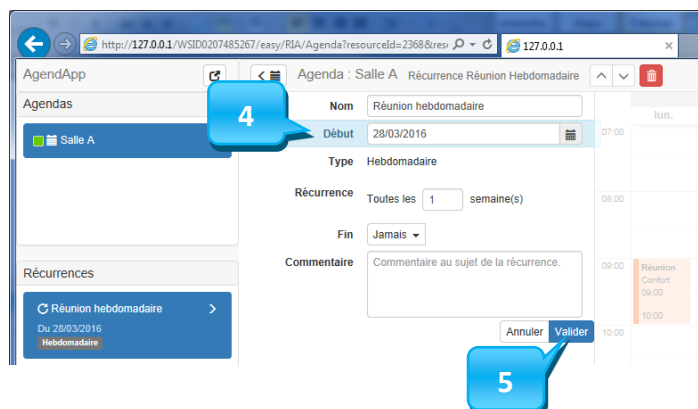 http://127.0.0.1/WSID0207485267/easy/RIA/Agenda?resourceId=2368&res
127.0.0.1
AgendApp
Agenda : Salle A Récurrence Réunion Hebdomadaire
Agendas
Salle A
4
Nom Réunion hebdomadaire
Début 28/03/2016
Type Hebdomadaire
Récurrence Toutes les 1 semaine(s)
Fin Jamais
Commentaire Commentaire au sujet de la récurrence.
Annuler Valider
5
Récurrences
Réunion hebdomadaire
Du 28/03/2016
Hebdomadaire
lun.
07:00
08:00
09:00
Réunion
Confort
09:00
10:00
10:00